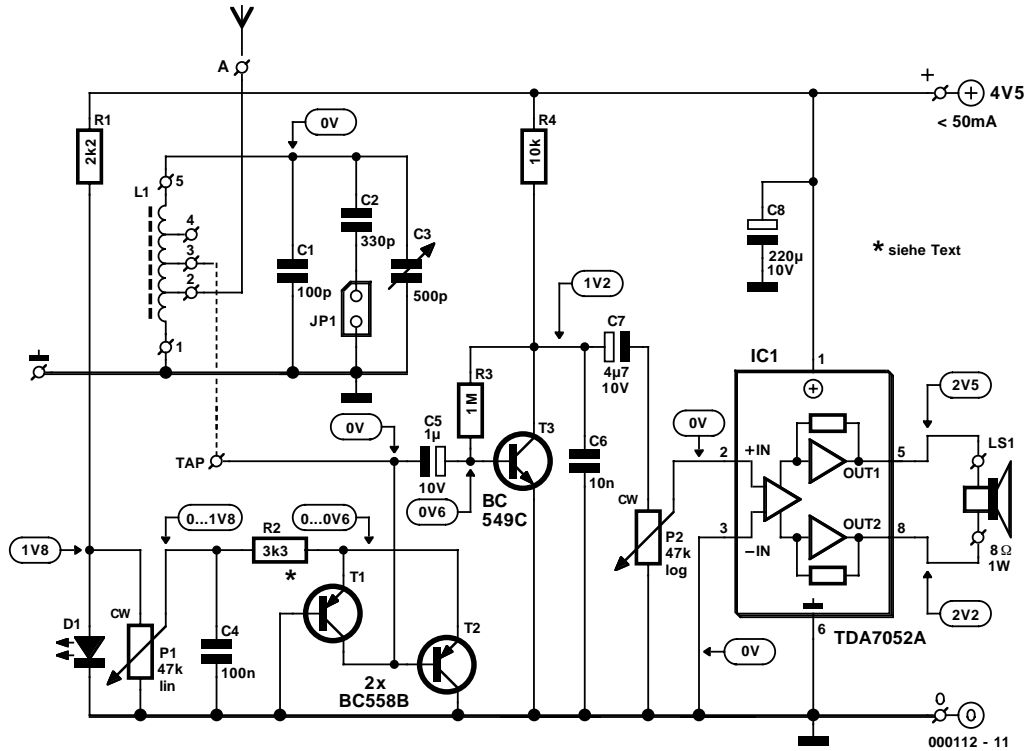 A
+
4V5
< 50mA
R1
2k2
0V
R4
10k
5
L1
4
3
2
1
C2
330p
C1
100p
C3
500p
JP1
C8
220µ
10V
* siehe Text
1V2
C7
4µ7
10V
IC1
1
R3
1M
C5
1µ
10V
0V
T3
BC
549C
C6
10n
0V
2
+IN
3
–IN
OUT1
5
OUT2
8
2V5
LS1
8Ω
1W
2V2
TAP
0V6
CW
P2
47k
log
0...1V8
0...0V6
R2
3k3
*
1V8
T1
T2
D1
CW
P1
47k
lin
C4
100n
2x
BC558B
0V
6
TDA7052A
0
0
000112 - 11